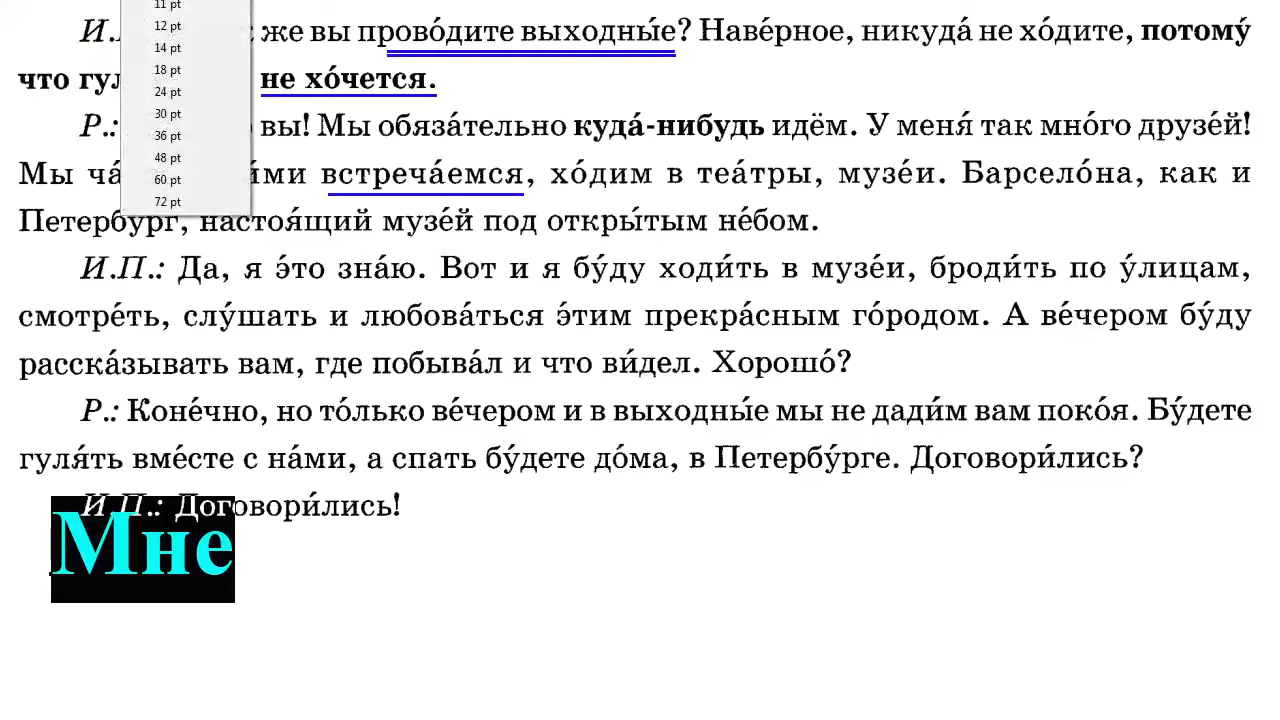 11 pt
12 pt
14 pt
18 pt
24 pt
30 pt
36 pt
48 pt
60 pt
72 pt
же вы прово́дите выходны́е? Наве́рное, никуда́ не хо́дите, потому́
что гул не хо́чется.
Р.: вы! Мы обяза́тельно куда́-нибудь идём. У меня́ так мно́го друзе́й!
Мы ча́ и́ми встреча́емся, хо́дим в теа́тры, музе́и. Барсело́на, как и
Петербу́рг, настоя́щий музе́й под откры́тым не́бом.
И.П.: Да, я э́то зна́ю. Вот и я бу́ду ходи́ть в музе́и, броди́ть по у́лицам,
смотре́ть, слу́шать и любова́ться э́тим прекра́сным го́родом. А ве́чером бу́ду
расска́зывать вам, где побыва́л и что ви́дел. Хорошо́?
Р.: Коне́чно, но то́лько ве́чером и в выходны́е мы не дади́м вам поко́я. Бу́дете
гуля́ть вме́сте с на́ми, а спать бу́дете до́ма, в Петербу́рге. Договори́лись?
И.П.: Договори́лись!
Мне